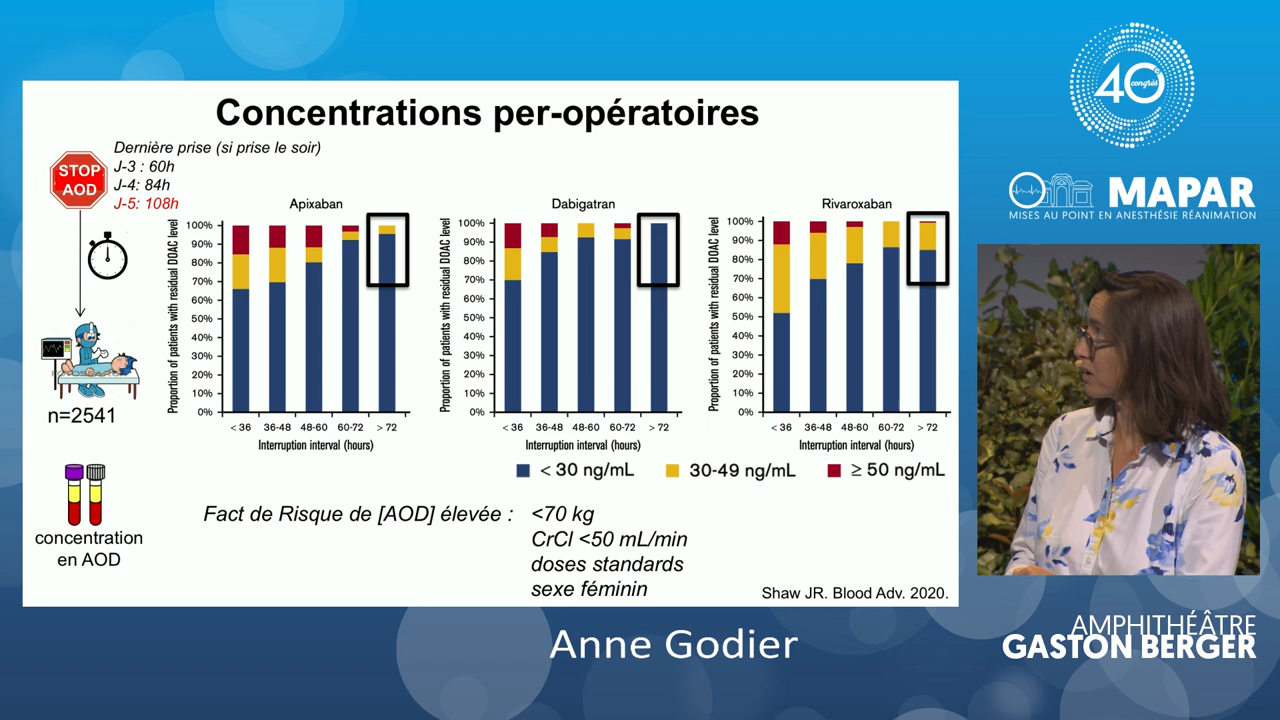 Concentrations per-opératoires
Dernière prise (si prise le soir)
J-3 : 60h
J-4: 84h
J-5: 108h
STOP
AOD
n=2541
concentration
en AOD
Apixaban
Proportion of patients with residual DOAC level
100%
90%
80%
70%
60%
50%
40%
30%
20%
10%
0%
< 36
36-48
48-60
60-72
> 72
Interruption interval (hours)
Dabigatran
Proportion of patients with residual DOAC level
100%
90%
80%
70%
60%
50%
40%
30%
20%
10%
0%
< 36
36-48
48-60
60-72
> 72
Interruption interval (hours)
Rivaroxaban
Proportion of patients with residual DOAC level
100%
90%
80%
70%
60%
50%
40%
30%
20%
10%
0%
< 36
36-48
48-60
60-72
> 72
Interruption interval (hours)
< 30 ng/mL
30-49 ng/mL
≥ 50 ng/mL
Fact de Risque de [AOD] élevée : <70 kg
CrCl <50 mL/min
doses standards
sexe féminin
Shaw JR. Blood Adv. 2020.
40e
congrès
MAPAR
MISES AU POINT EN ANESTHÉSIE RÉANIMATION
Anne Godier
AMPHITHÉÂTRE
GASTON BERGER